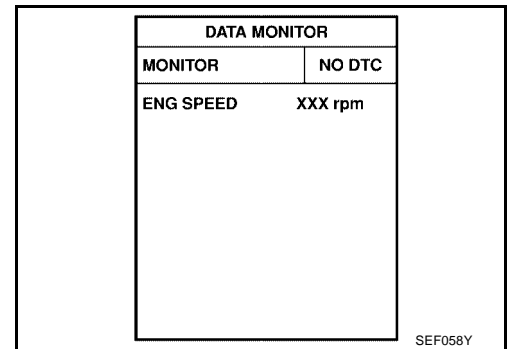 DATA MONITOR
MONITOR NO DTC
ENG SPEED XXX rpm
SEF058Y